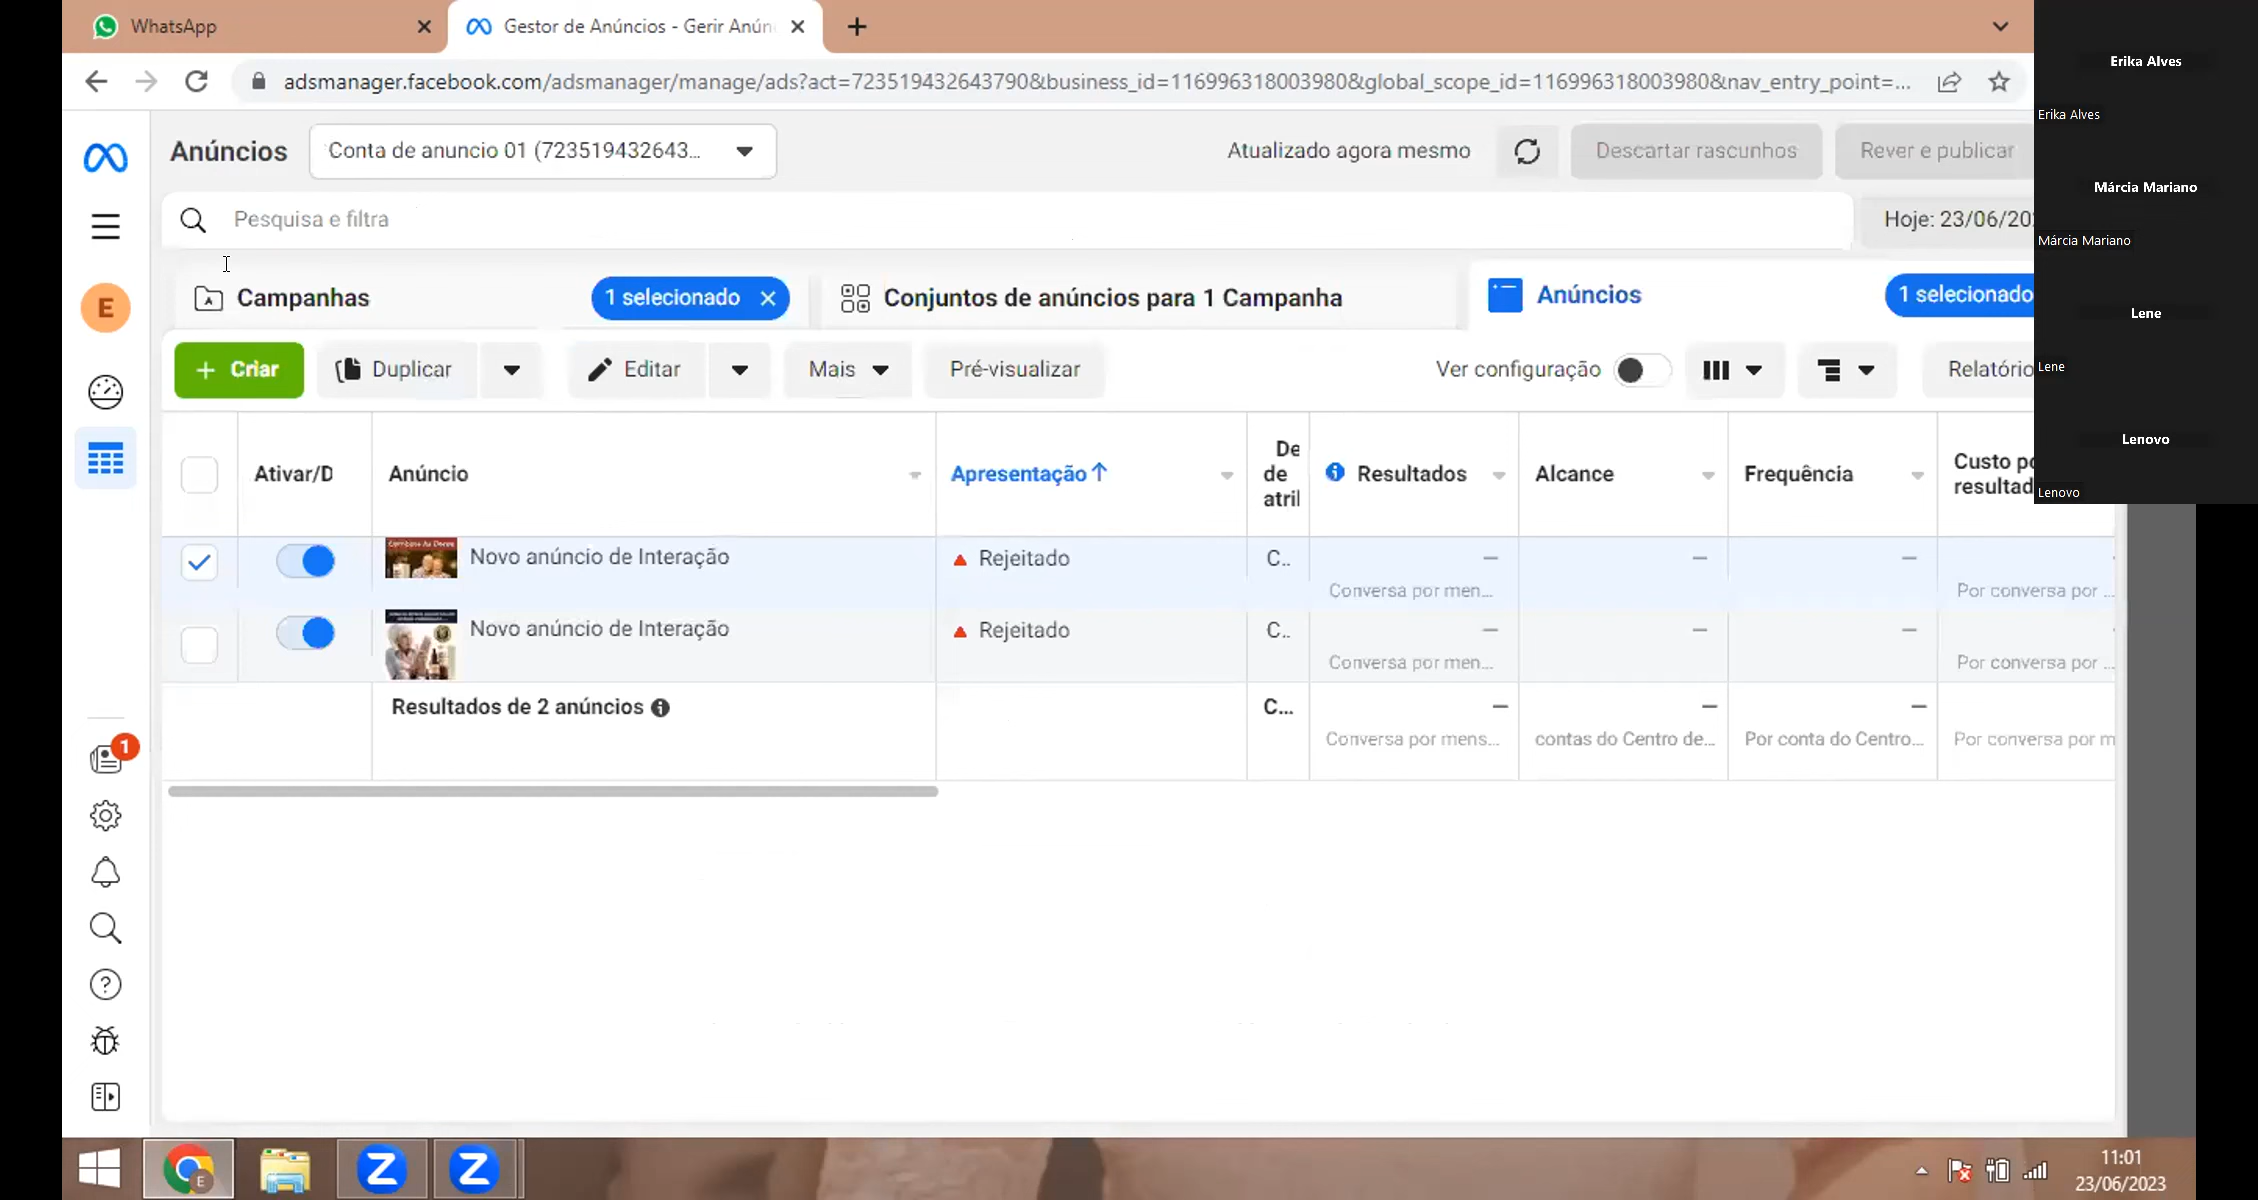 WhatsApp
Gestor de Anúncios - Gerir Anún
adsmanager.facebook.com/adsmanager/manage/ads?act=723519432643790&business_id=116996318003980&global_scope_id=116996318003980&nav_entry_point=...
Anúncios
Conta de anuncio 01 (723519432643...
Atualizado agora mesmo
Descartar rascunhos
Rever e publicar
Pesquisa e filtra
Hoje: 23/06/20
Campanhas
1 selecionado
Conjuntos de anúncios para 1 Campanha
Anúncios
1 selecionado
+ Criar
Duplicar
Editar
Mais
Pré-visualizar
Ver configuração
Relatório
Ativar/D
Anúncio
Apresentação ↑
De
de
atril
Resultados
Alcance
Frequência
Custo po
resultad
Novo anúncio de Interação
Rejeitado
C..
—
—
—
Conversa por men...
Por conversa por ...
Novo anúncio de Interação
Rejeitado
C..
—
—
—
Conversa por men...
Por conversa por ...
Resultados de 2 anúncios
C...
—
—
—
Conversa por mens...
contas do Centro de...
Por conta do Centro...
Por conversa por m
E
1
Erika Alves
Erika Alves
Márcia Mariano
Márcia Mariano
Lene
Lene
Lenovo
Lenovo
E
11:01
23/06/2023